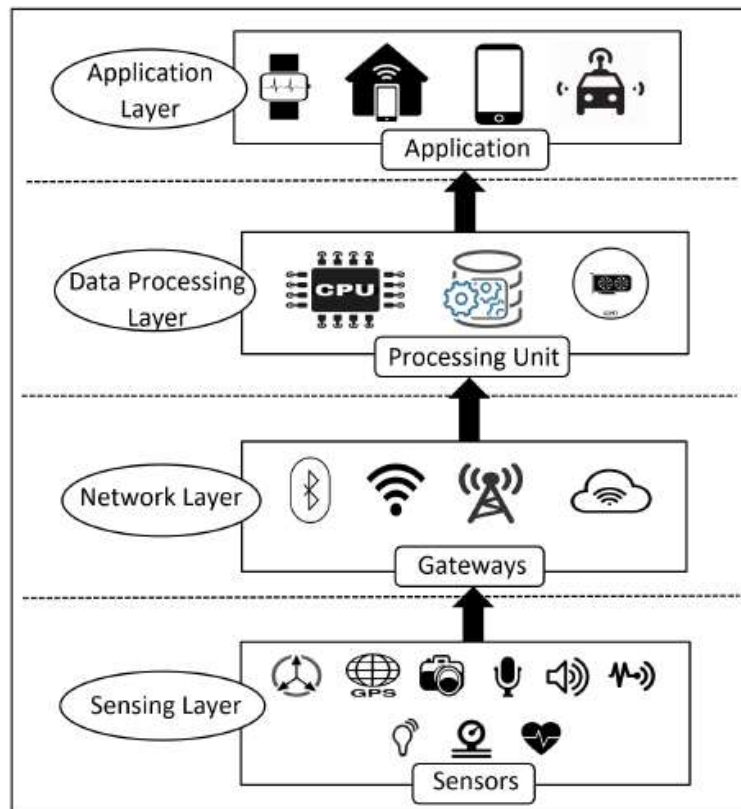 Application
Layer
Application
Data Processing
Layer
CPU
Processing Unit
Network Layer
Gateways
Sensing Layer
GPS
Sensors